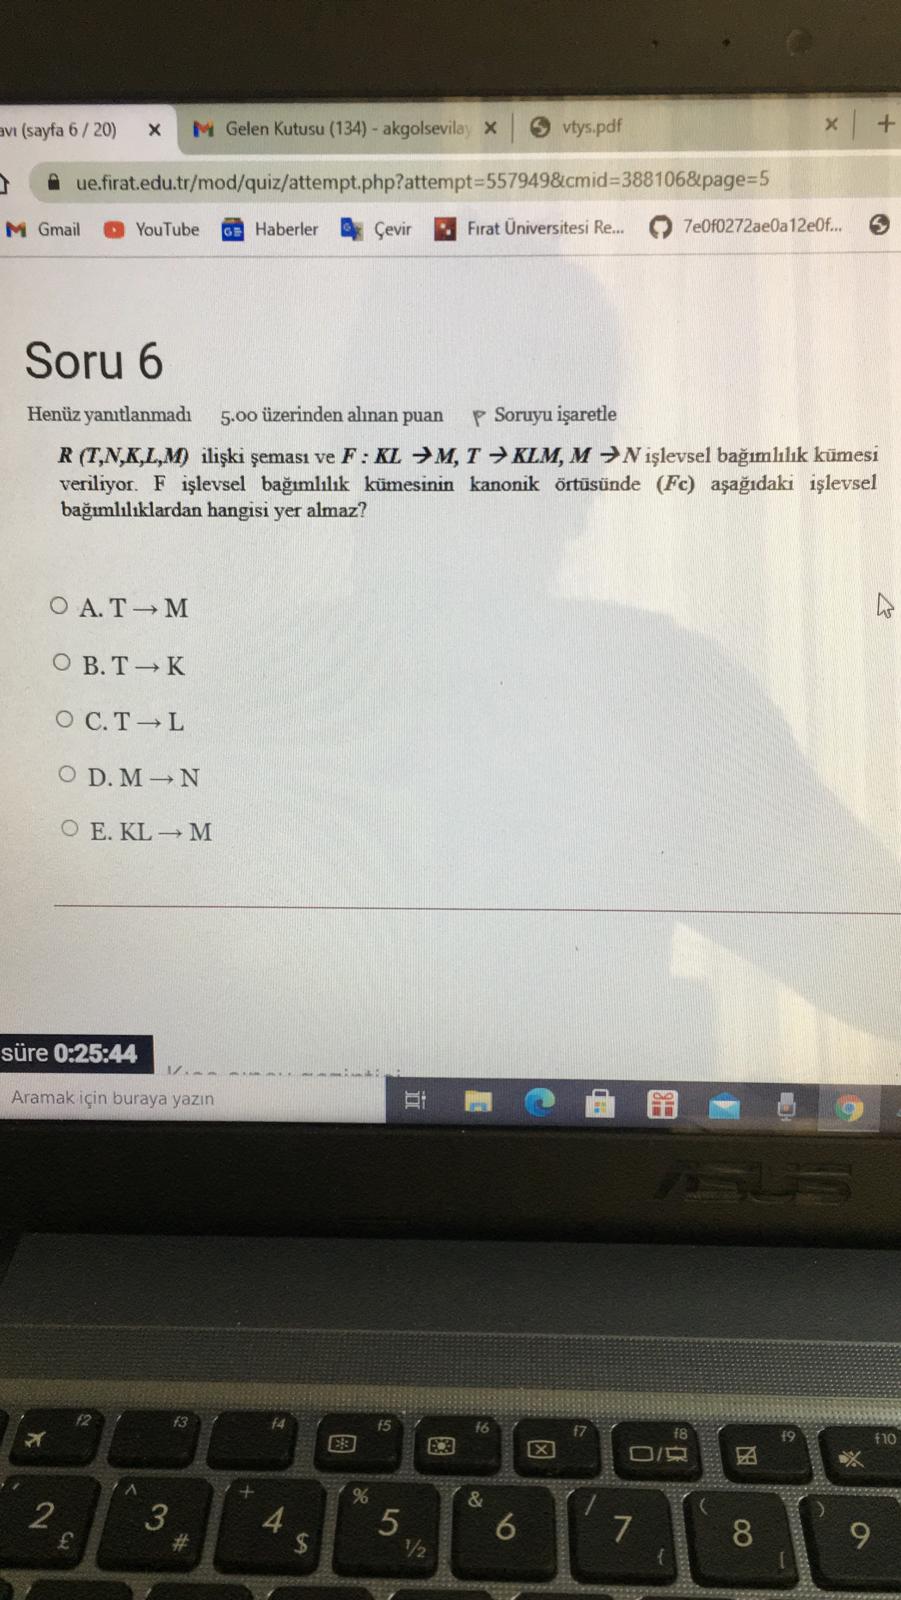 avı (sayfa 6 / 20)
Gelen Kutusu (134) - akgolsevilay
vtys.pdf
ue.firat.edu.tr/mod/quiz/attempt.php?attempt=557949&cmid=388106&page=5
Gmail YouTube Haberler Çevir Fırat Üniversitesi Re... 7e0f0272ae0a12e0f...
Soru 6
Henüz yanıtlanmadı 5.00 üzerinden alınan puan Soruyu işaretle
R (T,N,K,L,M) ilişki şeması ve F : KL →M, T →KLM, M →N işlevsel bağımlılık kümesi
veriliyor. F işlevsel bağımlılık kümesinin kanonik örtüsünde (Fc) aşağıdaki işlevsel
bağımlılıklardan hangisi yer almaz?
A. T → M
B. T → K
C. T → L
D. M → N
E. KL → M
süre 0:25:44
Aramak için buraya yazın
ASUS
f2 f3 f4 f5 f6 f7 f8 f9 f10
2 £ ^ 3 # + 4 $ % 5 ½ & 6 / 7 { ( 8 [ ) 9